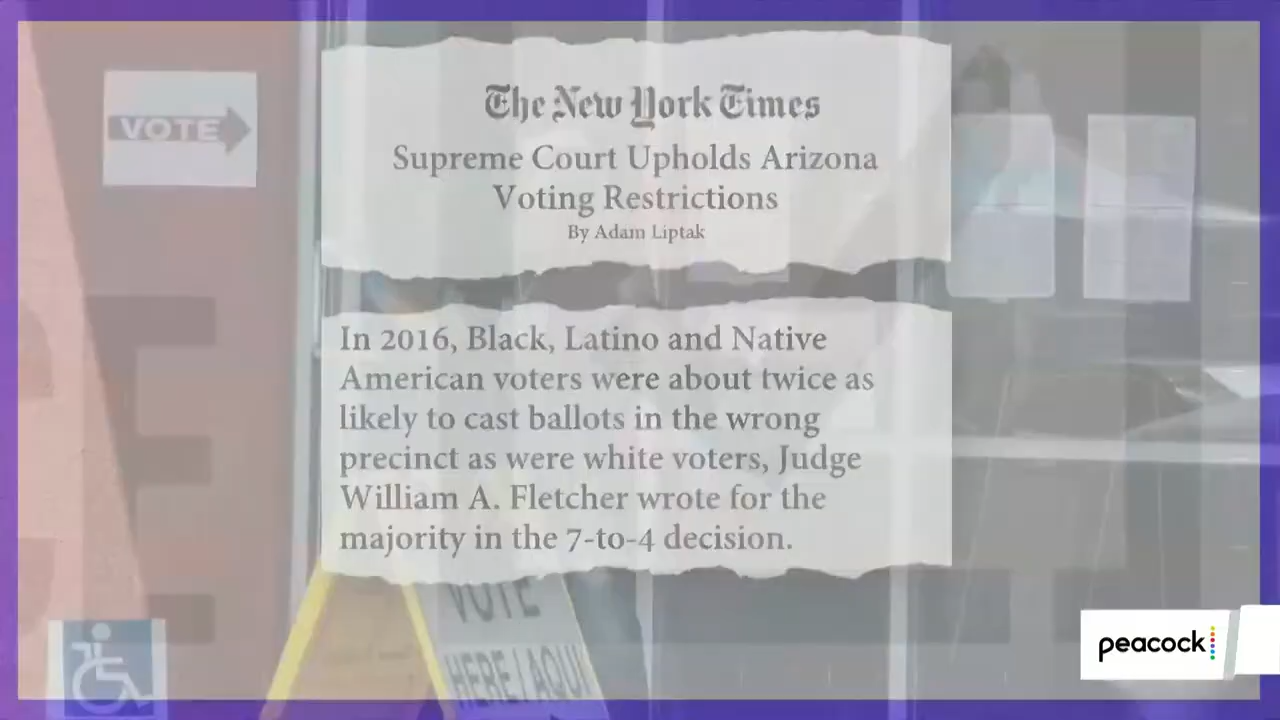 VOTE
The New York Times
Supreme Court Upholds Arizona
Voting Restrictions
By Adam Liptak
In 2016, Black, Latino and Native
American voters were about twice as
likely to cast ballots in the wrong
precinct as were white voters, Judge
William A. Fletcher wrote for the
majority in the 7-to-4 decision.
VOTE
HERE/AQUI
peacock